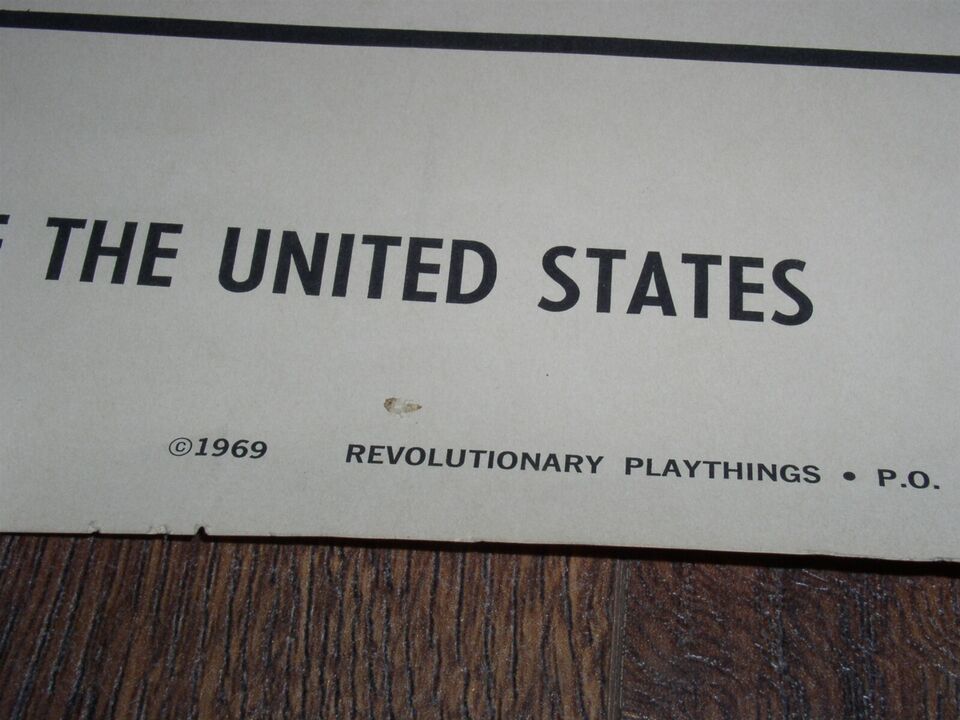 THE UNITED STATES
©1969 REVOLUTIONARY PLAYTHINGS • P.O.